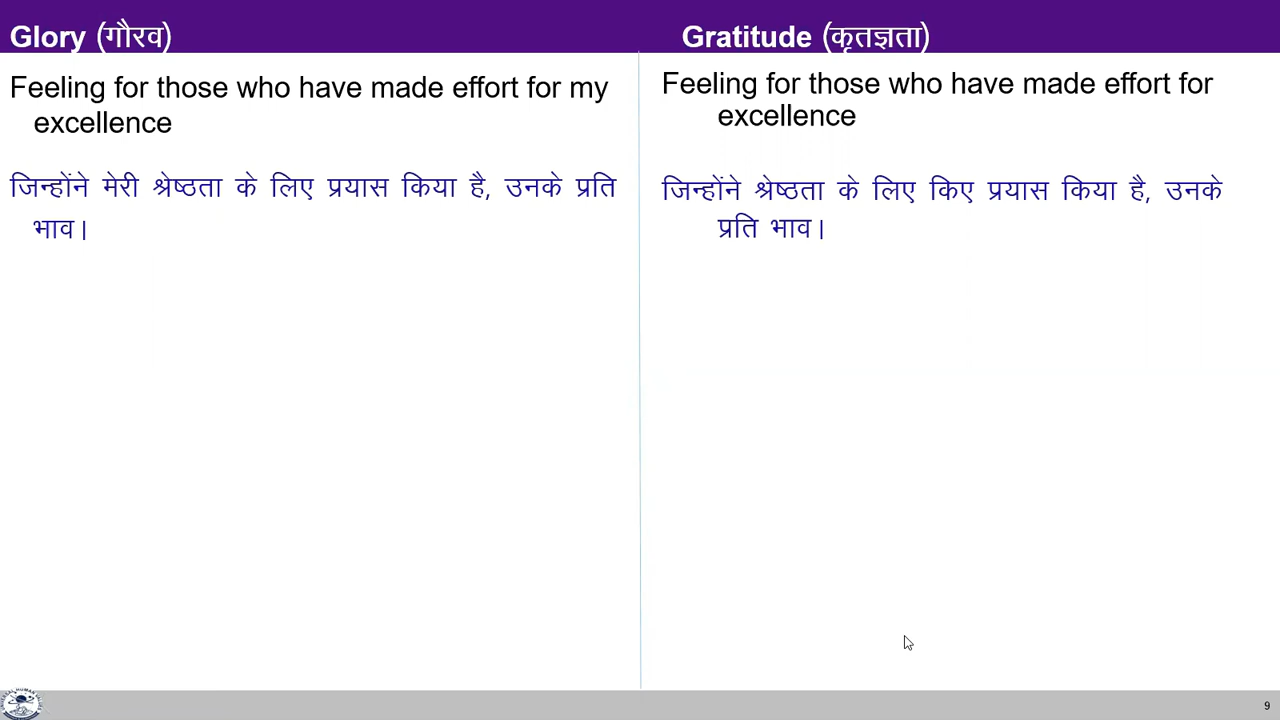 Glory (गौरव)
Feeling for those who have made effort for my
excellence
जिन्होंने मेरी श्रेष्ठता के लिए प्रयास किया है, उनके प्रति
भाव।
Gratitude (कृतज्ञता)
Feeling for those who have made effort for
excellence
जिन्होंने श्रेष्ठता के लिए किए प्रयास किया है, उनके
प्रति भाव।
9